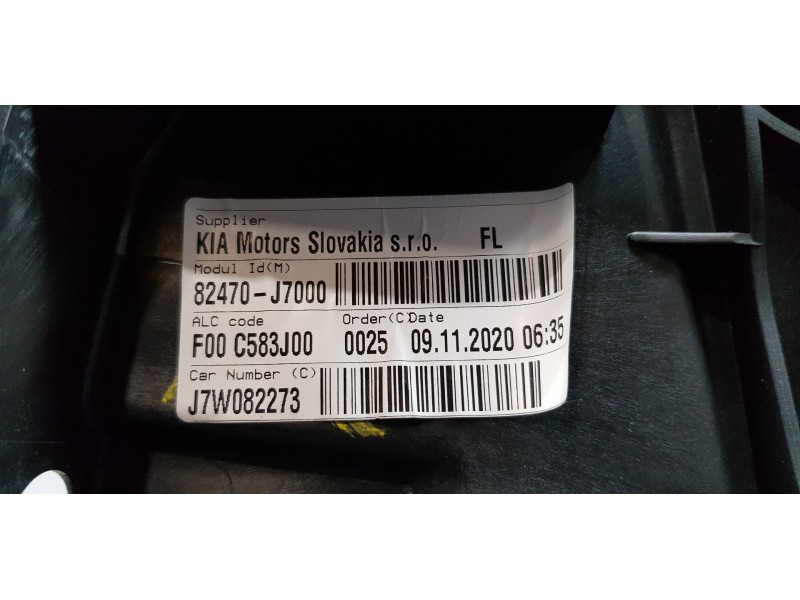 Supplier
KIA Motors Slovakia s.r.o. FL
Modul Id(M)
82470-J7000
ALC code Order(C)Date
F00 C583J00 0025 09.11.2020 06:35
Car Number (C)
J7W082273